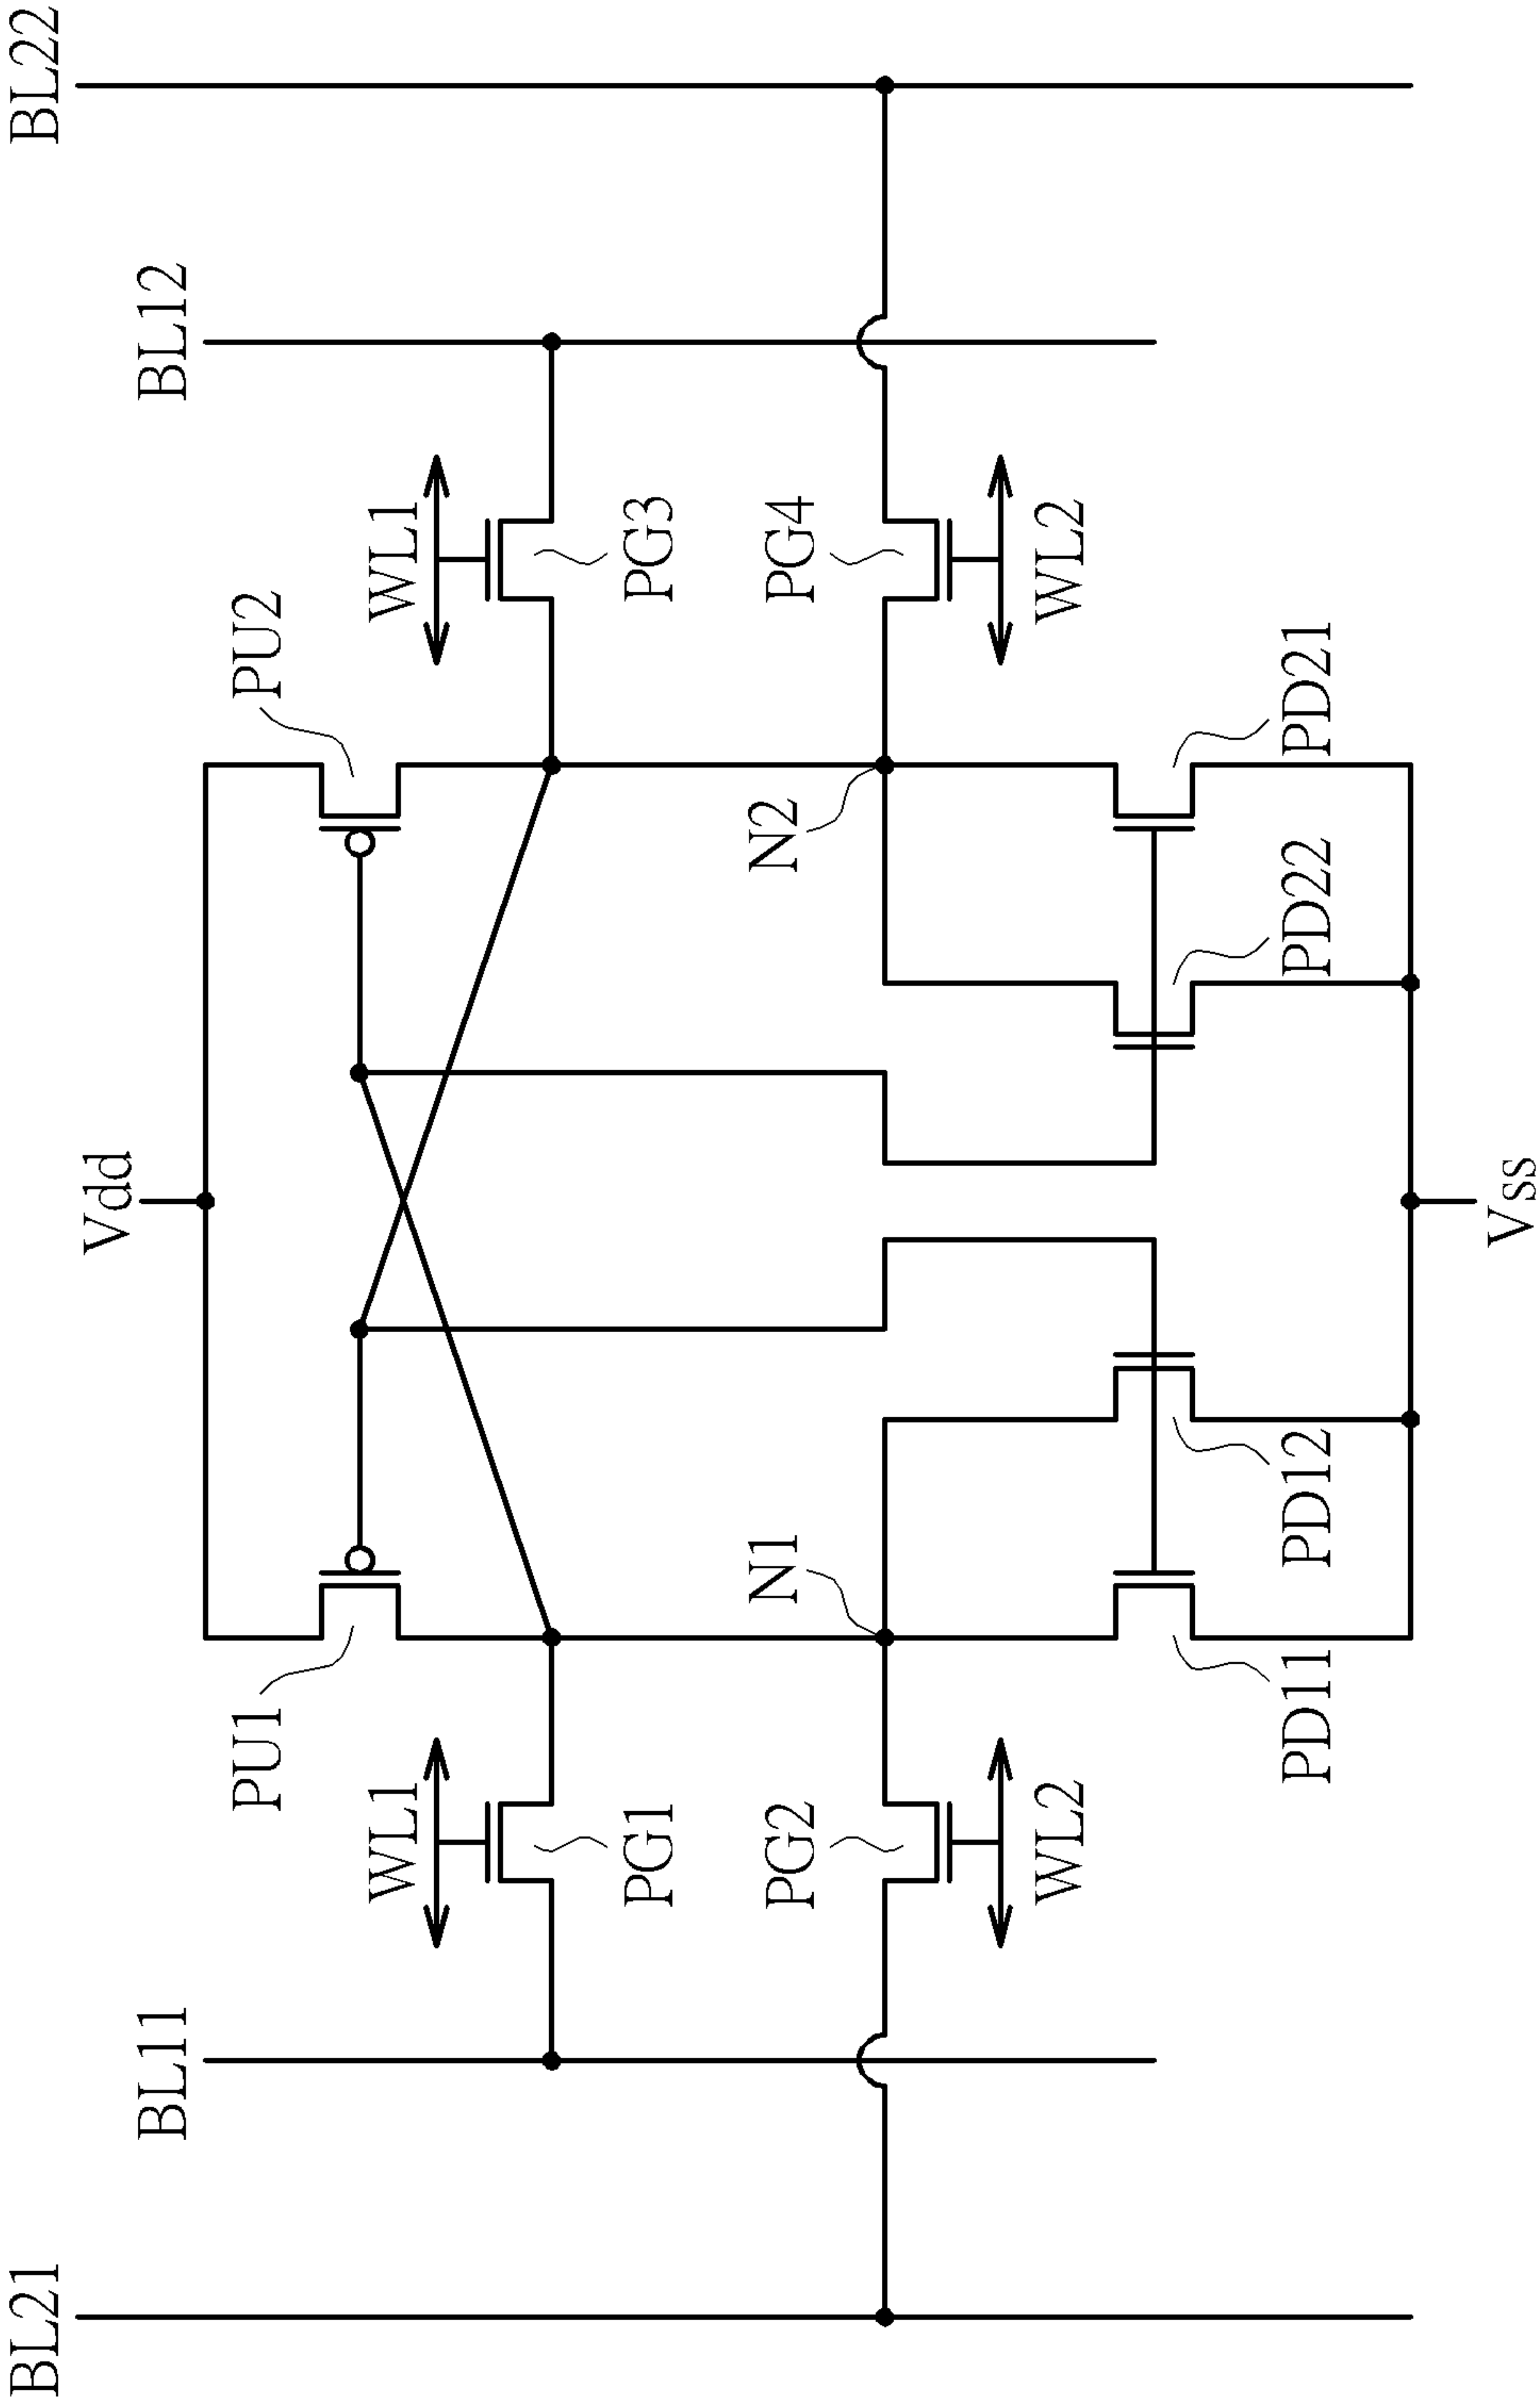 Vdd
PU1
PU2
WL1
WL1
BL21
BL11
BL12
BL22
PG1
PG3
N1
N2
PG2
PG4
WL2
WL2
PD11
PD12
PD22
PD21
Vss